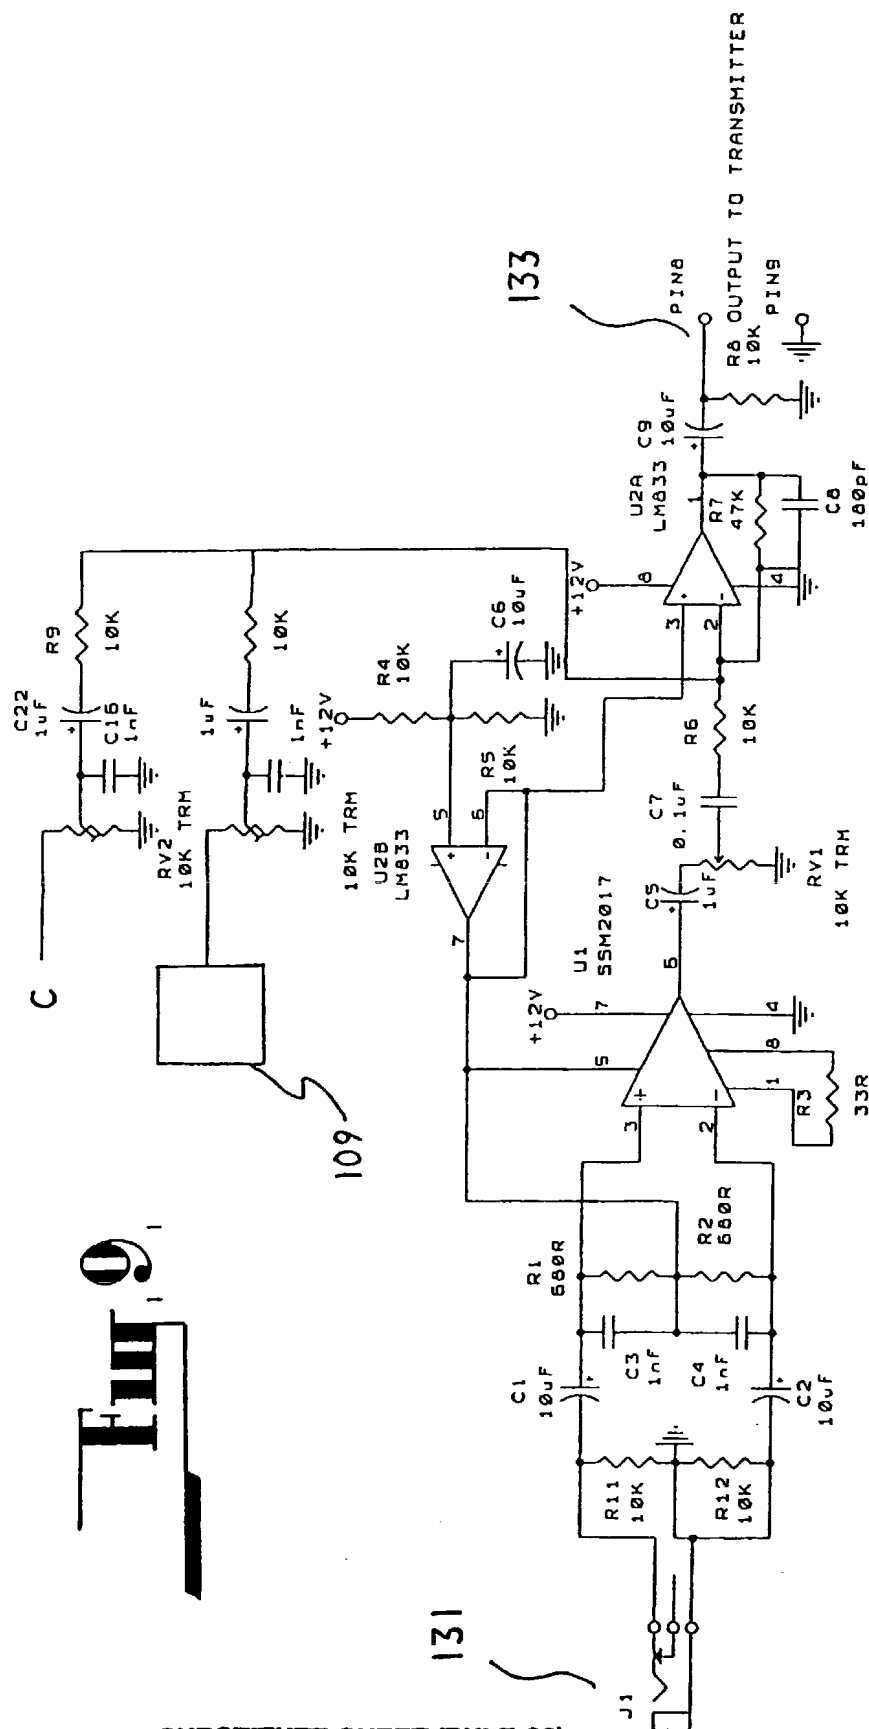 Fig. 9
C
109
C22
1uF
R9
10K
C16
1nF
RV2
10K TRM
1uF
1nF
10K
10K TRM
+12V
R4
10K
C6
10uF
R5
10K
U2B
LM833
5
6
7
131
J1
R11
10K
R12
10K
C1
10uF
C2
10uF
C3
1nF
C4
1nF
R1
680R
R2
680R
3
2
+12V
7
5
U1
SSM2017
6
4
8
1
R3
33R
C5
1uF
RV1
10K TRM
C7
0.1uF
R6
10K
+12V
8
3
2
1
4
U2A
LM833
R7
47K
C8
180pF
C9
10uF
R8
10K
133
PIN8
OUTPUT TO TRANSMITTER
PIN9